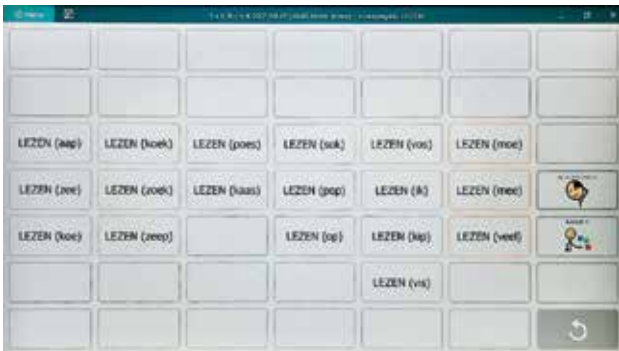 Menu
LEZEN (aap) LEZEN (koek) LEZEN (poes) LEZEN (sok) LEZEN (vos) LEZEN (moe)
LEZEN (zee) LEZEN (zoek) LEZEN (kaas) LEZEN (pop) LEZEN (ik) LEZEN (mee)
LEZEN (koe) LEZEN (zeep) LEZEN (op) LEZEN (kip) LEZEN (veel)
LEZEN (vis)